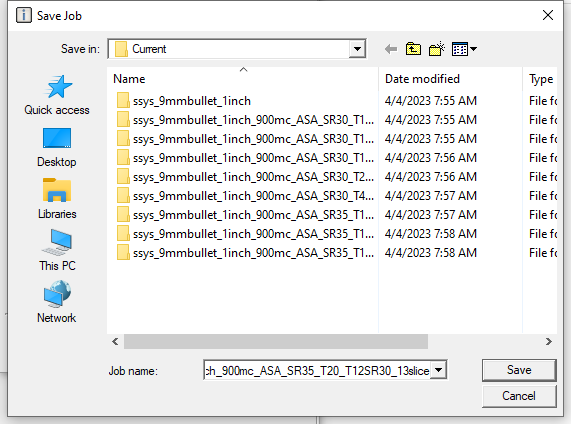 Save Job
Save in: Current
Name Date modified Type
Quick access
Desktop
Libraries
This PC
Network
ssys_9mmbullet_1inch 4/4/2023 7:55 AM File fo
ssys_9mmbullet_1inch_900mc_ASA_SR30_T1... 4/4/2023 7:55 AM File fo
ssys_9mmbullet_1inch_900mc_ASA_SR30_T1... 4/4/2023 7:55 AM File fo
ssys_9mmbullet_1inch_900mc_ASA_SR30_T1... 4/4/2023 7:56 AM File fo
ssys_9mmbullet_1inch_900mc_ASA_SR30_T2... 4/4/2023 7:56 AM File fo
ssys_9mmbullet_1inch_900mc_ASA_SR30_T4... 4/4/2023 7:57 AM File fo
ssys_9mmbullet_1inch_900mc_ASA_SR35_T1... 4/4/2023 7:57 AM File fo
ssys_9mmbullet_1inch_900mc_ASA_SR35_T1... 4/4/2023 7:58 AM File fo
ssys_9mmbullet_1inch_900mc_ASA_SR35_T1... 4/4/2023 7:58 AM File fo
Job name: ch_900mc_ASA_SR35_T20_T12SR30_13slice Save
Cancel